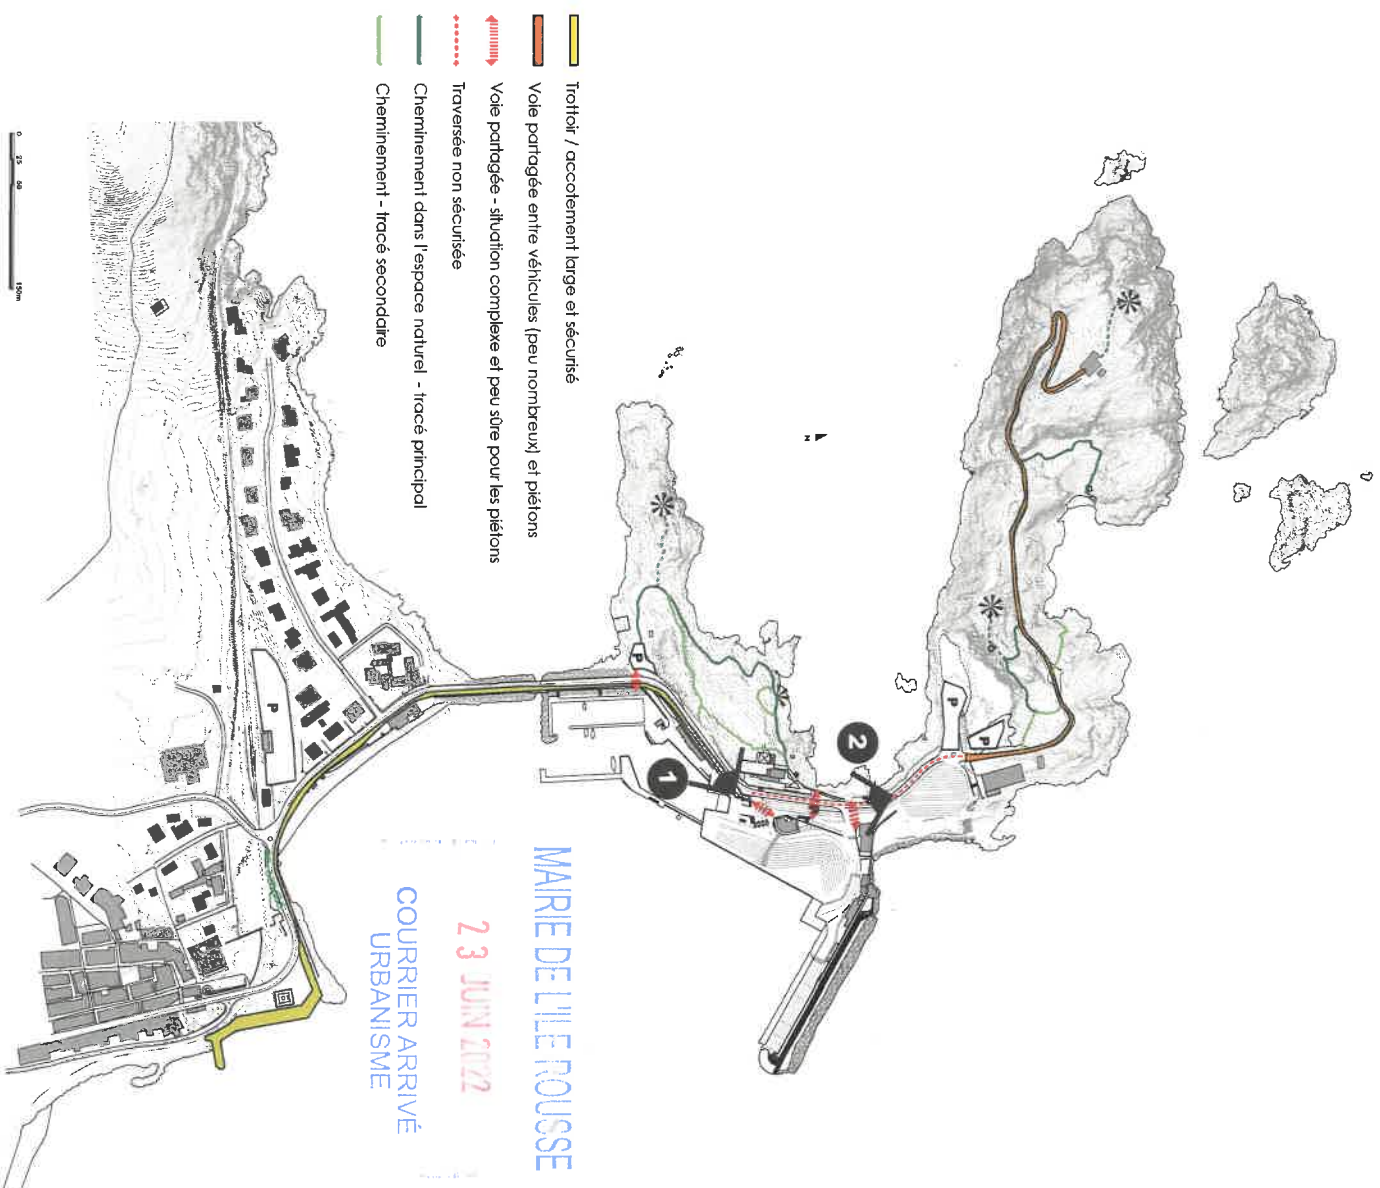 Trottoir / accotement large et sécurisé
Voie partagée entre véhicules (peu nombreux) et piétons
Voie partagée - situation complexe et peu sûre pour les piétons
Traversée non sécurisée
Cheminement dans l'espace naturel - tracé principal
Cheminement - tracé secondaire
0 25 50 150m
N
P
P
P
P
P
1
2
MAIRIE DE L'ILE ROUSSE
23 JUIN 2022
COURRIER ARRIVÉ
URBANISME